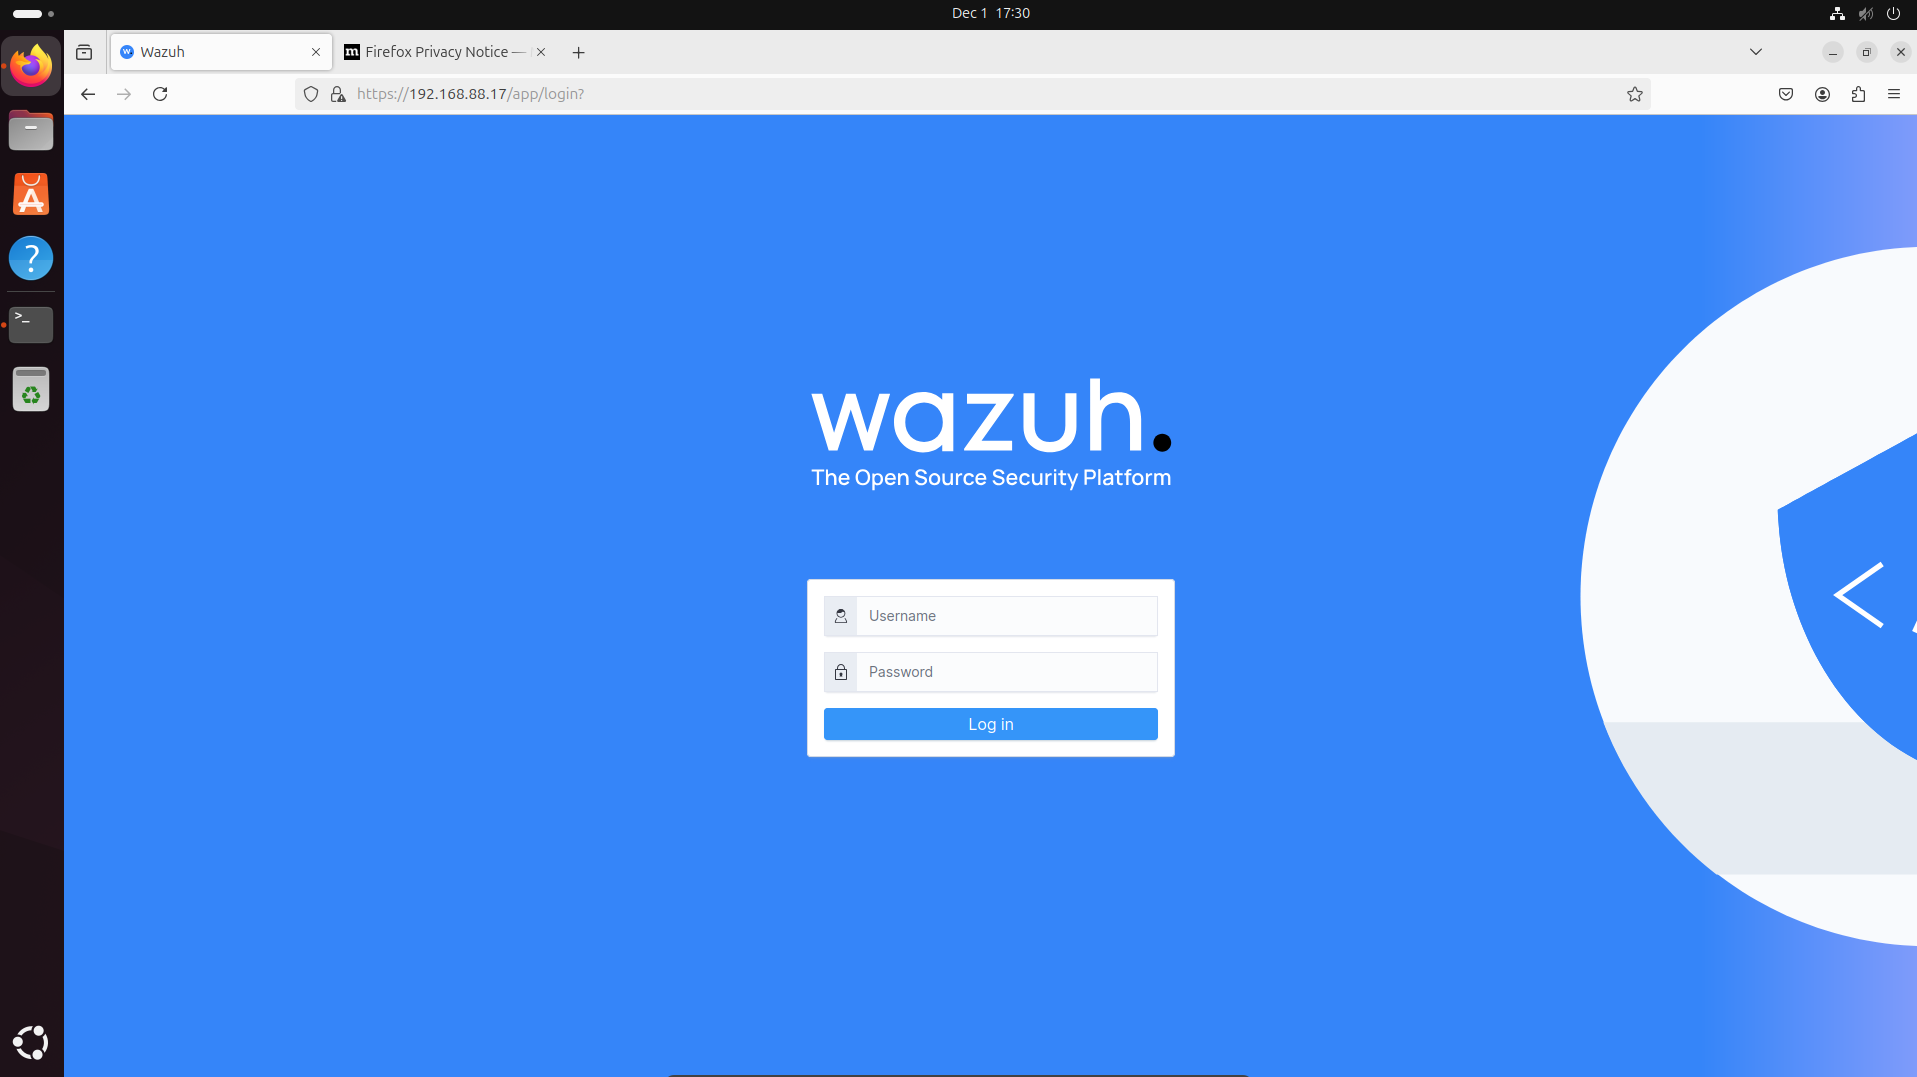 Dec 1 17:30
Wazuh
Firefox Privacy Notice —
https://192.168.88.17/app/login?
wazuh.
The Open Source Security Platform
Username
Password
Log in